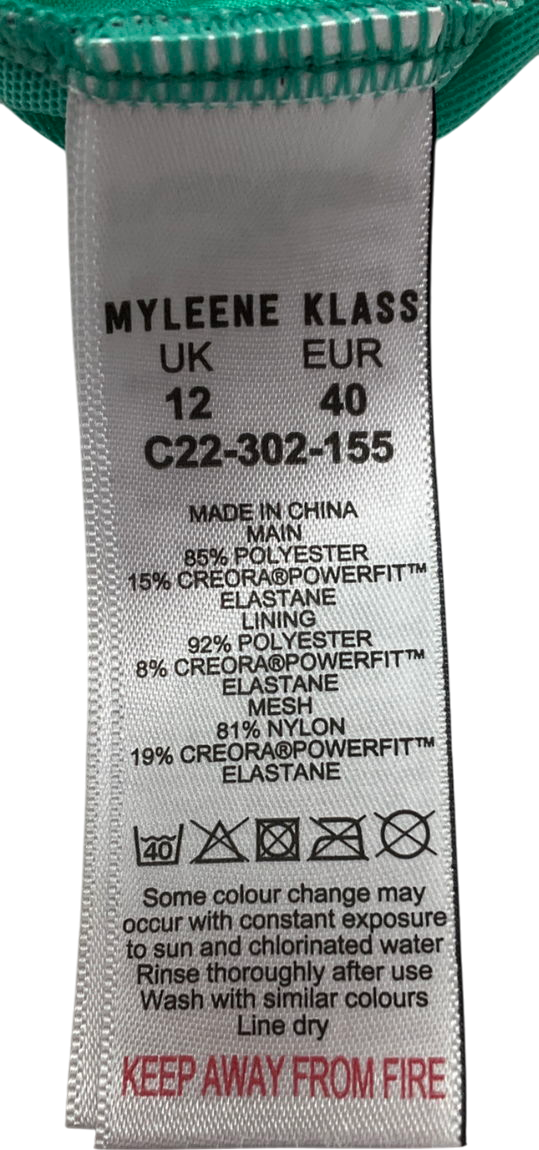 MYLEENE KLASS
UK EUR
12 40
C22-302-155
MADE IN CHINA
MAIN
85% POLYESTER
15% CREORA®POWERFIT™
ELASTANE
LINING
92% POLYESTER
8% CREORA®POWERFIT™
ELASTANE
MESH
81% NYLON
19% CREORA®POWERFIT™
ELASTANE
40
Some colour change may
occur with constant exposure
to sun and chlorinated water
Rinse thoroughly after use
Wash with similar colours
Line dry
KEEP AWAY FROM FIRE